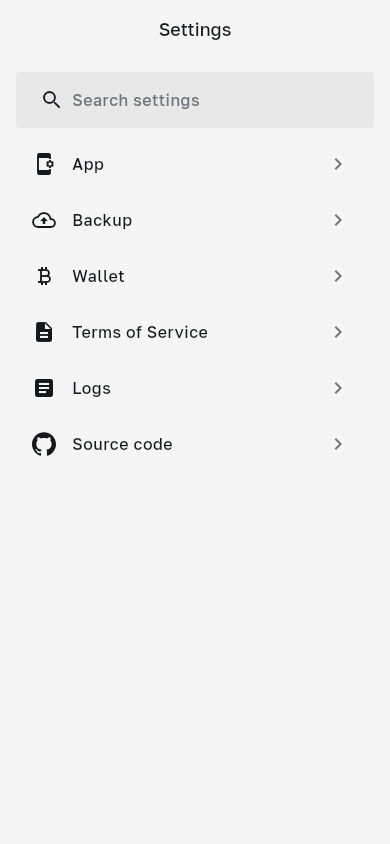 Settings
Search settings
App
Backup
Wallet
Terms of Service
Logs
Source code